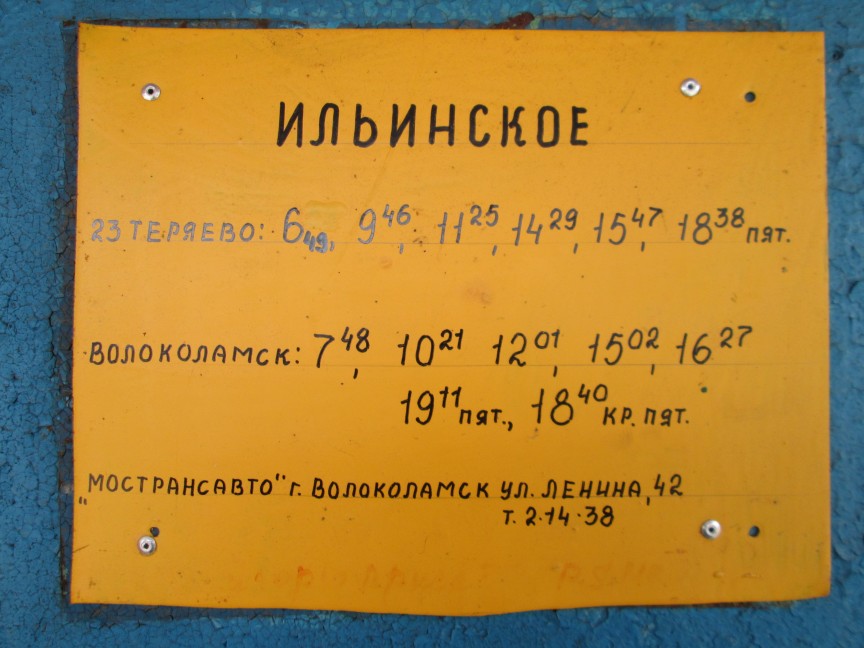 ИЛЬИНСКОЕ
23 ТЕРЯЕВО: 6 49, 9 46, 11 25, 14 29, 15 47, 18 38 ПЯТ.
ВОЛОКОЛАМСК: 7 48, 10 21 12 01, 15 02, 16 27
19 11 ПЯТ., 18 40 КР. ПЯТ.
„МОСТРАНСАВТО" г. ВОЛОКОЛАМСК УЛ. ЛЕНИНА, 42
Т. 2-14-38